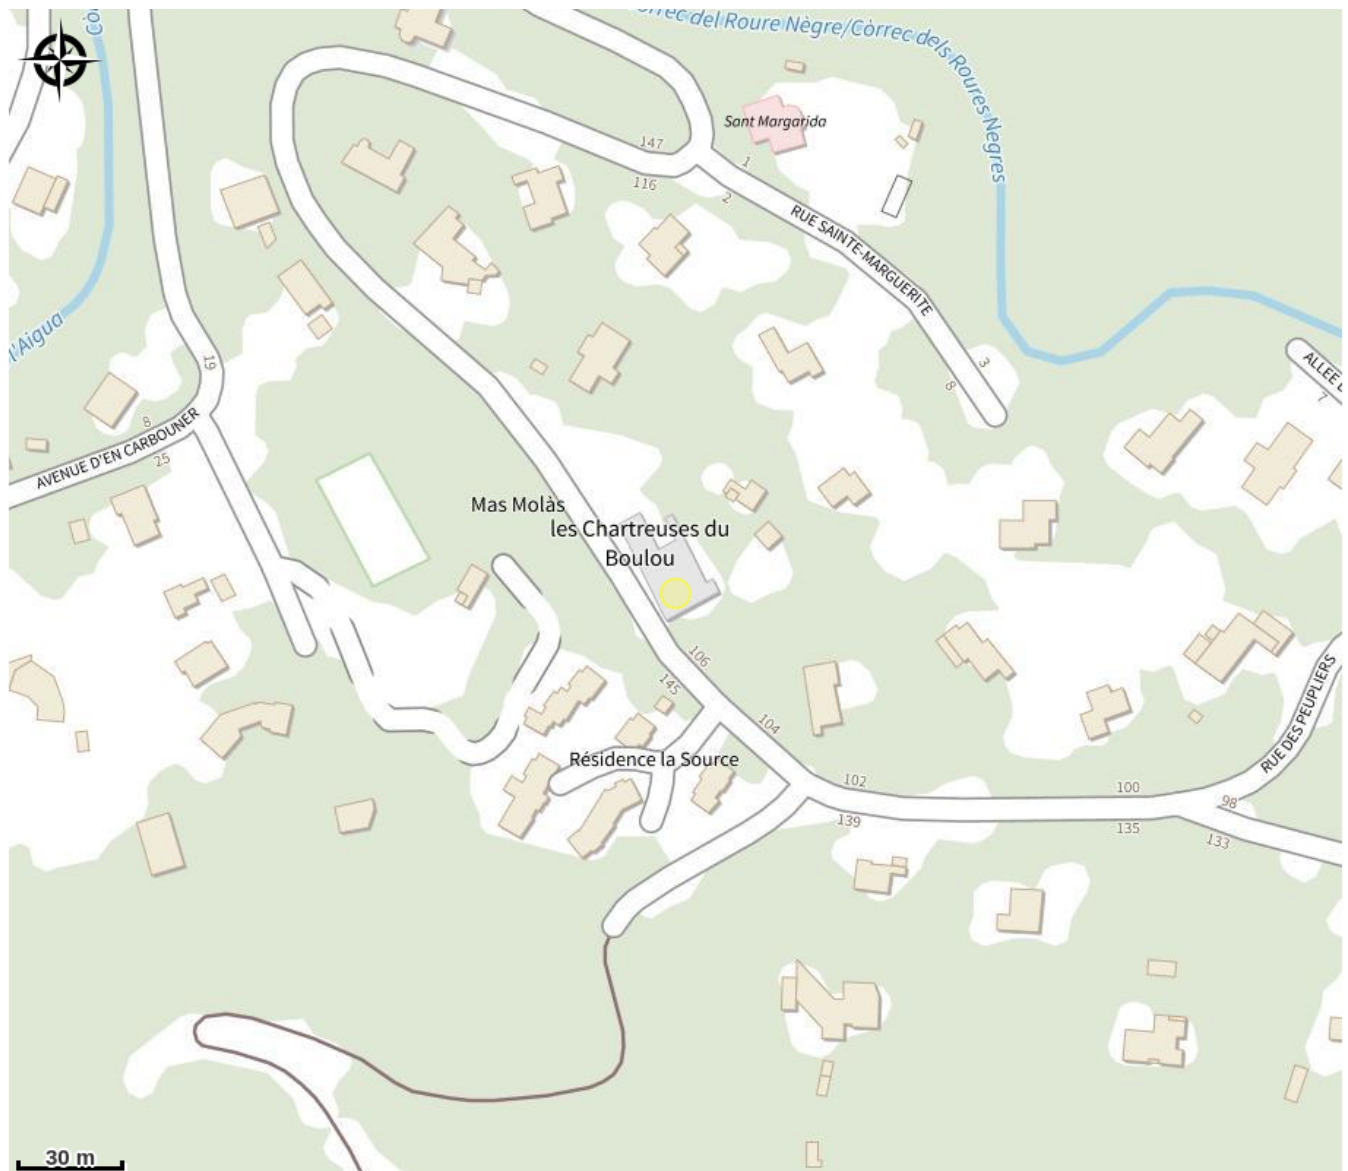 Còrrec del Roure Nègre/Còrrec dels Roures Negres
Sant Margarida
147
1
116
2
RUE SAINTE-MARGUERITE
l'Aigua
19
3
8
ALLEE
7
8
AVENUE D'EN CARBOUNER
25
Mas Molàs
les Chartreuses du
Boulou
106
145
104
RUE DES PEUPLIERS
Résidence la Source
102
100
98
139
135
133
30 m